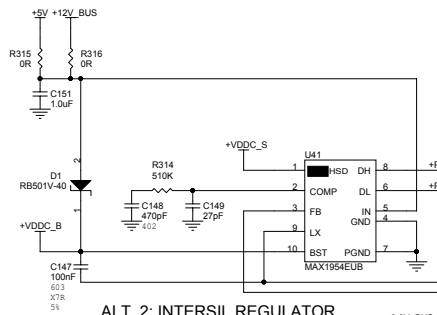 +5V +12V_BUS
R315 R316
0R 0R
C151
1.0uF
U41
+VDDC_S
1 HSD DH 8
R314
510K
2 COMP DL 6
D1
RB501V-40
2
1
3 FB IN 5
GND 4
C148 C149
470pF 27pF
402
9 LX
+VDDC_B
10 BST PGND 7
MAX1954EUB
C147
100nF
603
X7R
5%
ALT. 2: INTERSIL REGULATOR